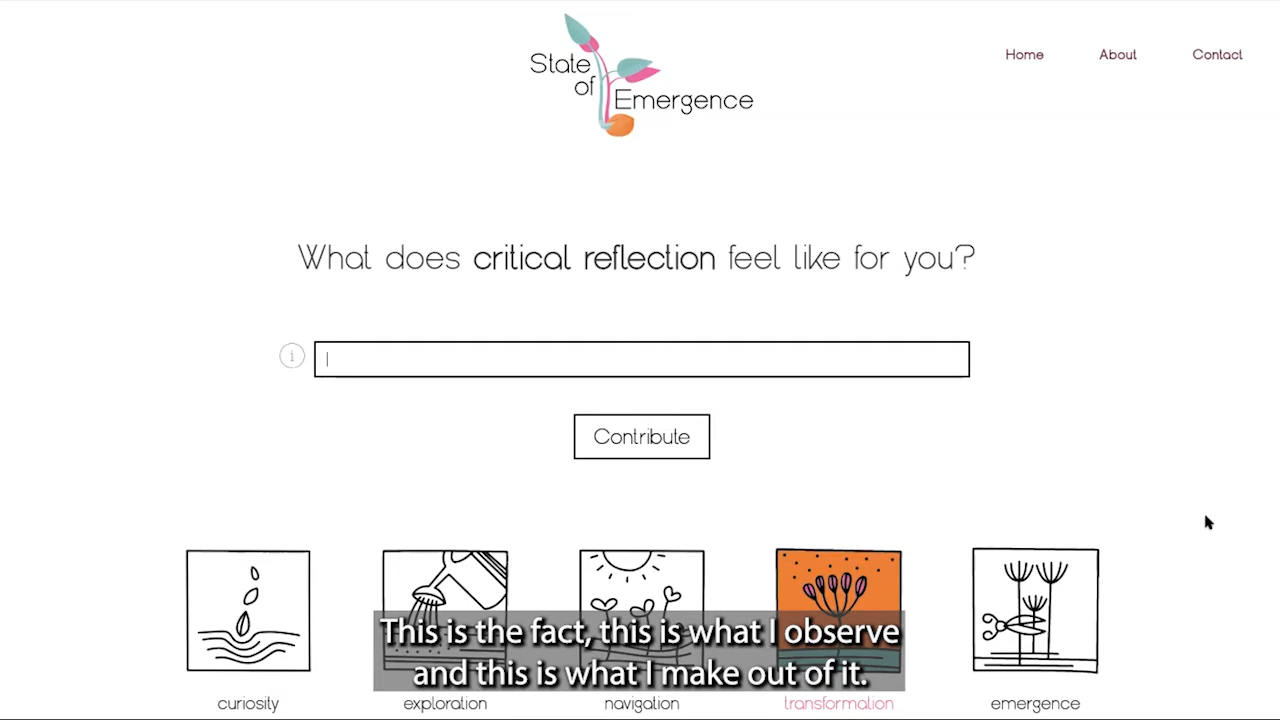 State
of
Emergence
Home About Contact
What does critical reflection feel like for you?
i
Contribute
This is the fact, this is what I observe
and this is what I make out of it.
curiosity exploration navigation transformation emergence